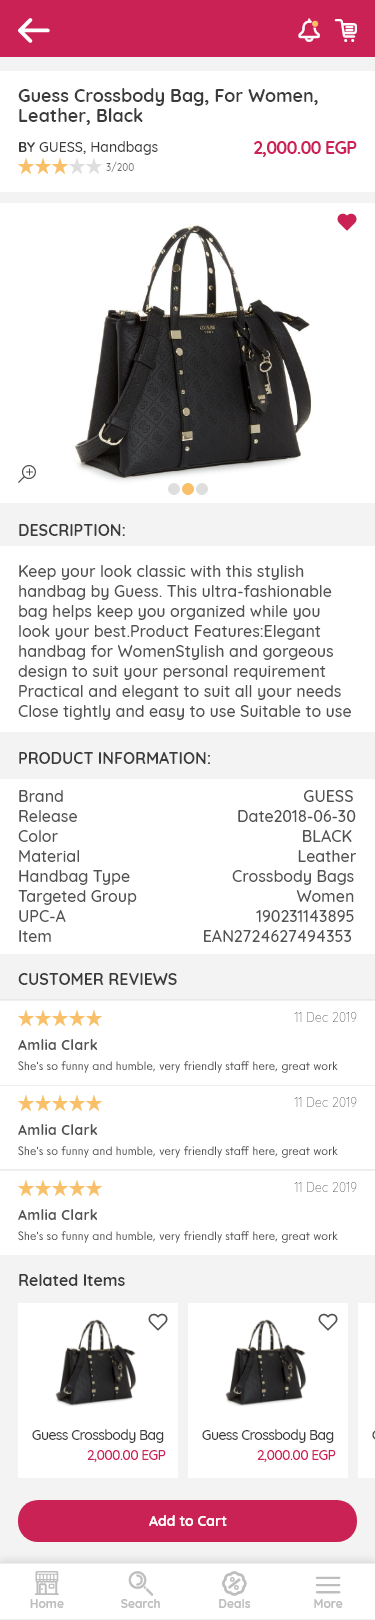 Guess Crossbody Bag, For Women,
Leather, Black
BY GUESS, Handbags
2,000.00 EGP
3/200
GUESS
DESCRIPTION:
Keep your look classic with this stylish
handbag by Guess. This ultra-fashionable
bag helps keep you organized while you
look your best.Product Features:Elegant
handbag for WomenStylish and gorgeous
design to suit your personal requirement
Practical and elegant to suit all your needs
Close tightly and easy to use Suitable to use
PRODUCT INFORMATION:
Brand GUESS
Release Date2018-06-30
Color BLACK
Material Leather
Handbag Type Crossbody Bags
Targeted Group Women
UPC-A 190231143895
Item EAN2724627494353
CUSTOMER REVIEWS
11 Dec 2019
Amlia Clark
She's so funny and humble, very friendly staff here, great work
11 Dec 2019
Amlia Clark
She's so funny and humble, very friendly staff here, great work
11 Dec 2019
Amlia Clark
She's so funny and humble, very friendly staff here, great work
Related Items
Guess Crossbody Bag
2,000.00 EGP
Guess Crossbody Bag
2,000.00 EGP
Add to Cart
Home Search Deals More